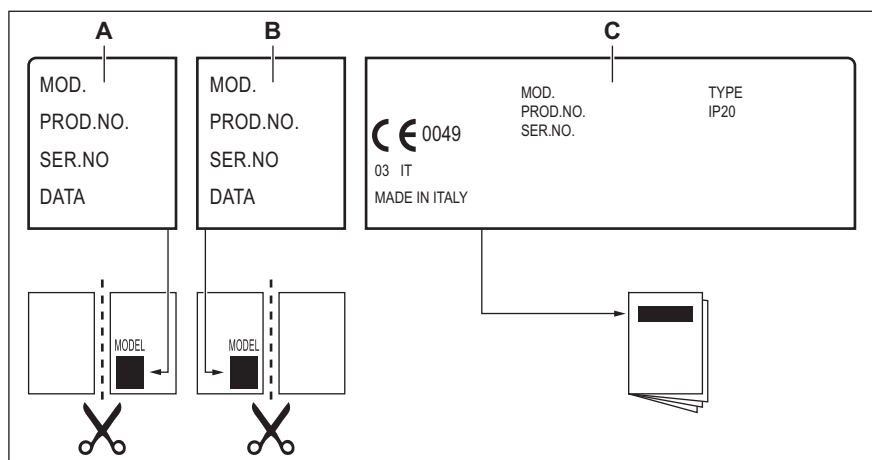 A
B
C
MOD.
PROD.NO.
SER.NO
DATA
MOD.
PROD.NO.
SER.NO
DATA
MOD.
PROD.NO.
SER.NO.
TYPE
IP20
CE 0049
03 IT
MADE IN ITALY
MODEL
MODEL